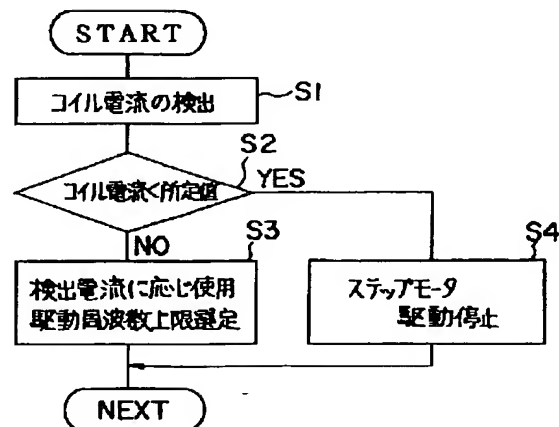 START
コイル電流の検出
S1
コイル電流く所定値
S2
YES
NO
S3
検出電流に応じ使用
駆動周波数上限選定
S4
ステップモータ
駆動停止
NEXT